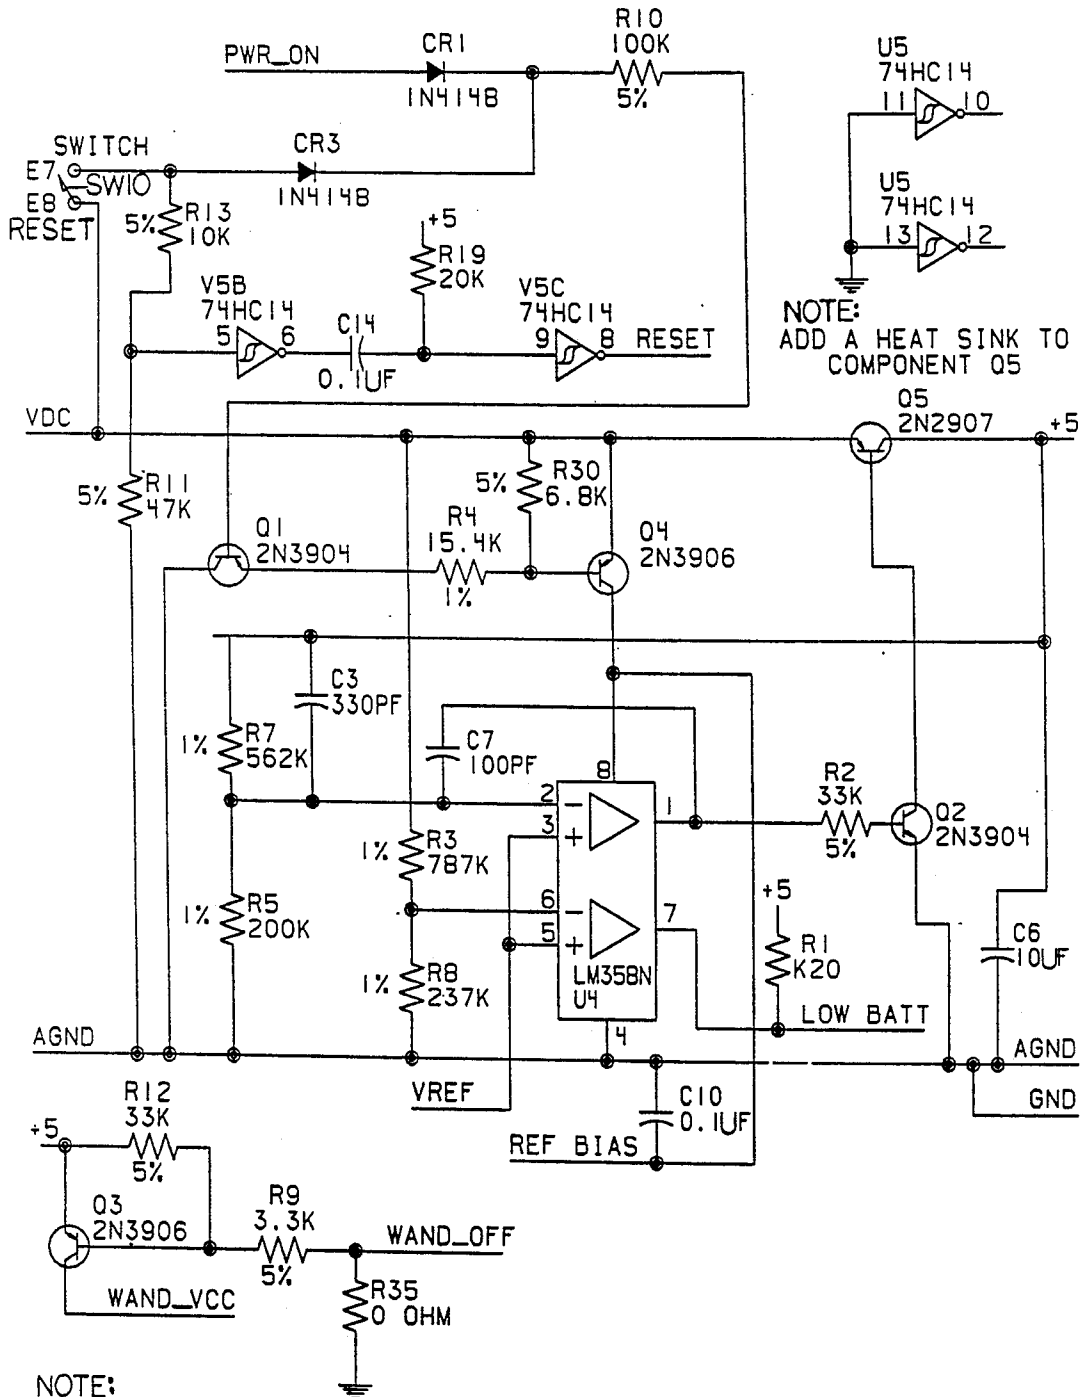 R10
100K
5%
PWR_ON
CR1
1N414B
U5
74HC14
11
10
SWITCH
E7
SW10
E8
RESET
CR3
1N414B
5%
R13
10K
+5
R19
20K
U5
74HC14
13
12
V5B
74HC14
5
6
C14
0.1UF
V5C
74HC14
9
8
RESET
NOTE:
ADD A HEAT SINK TO
COMPONENT Q5
VDC
Q5
2N2907
+5
5%
R11
47K
5%
R30
6.8K
Q1
2N3904
R4
15.4K
1%
Q4
2N3906
C3
330PF
1%
R7
562K
C7
100PF
8
2
-
3
+
1
R2
33K
5%
Q2
2N3904
1%
R3
787K
1%
R5
200K
6
-
5
+
7
+5
R1
K20
C6
10UF
1%
R8
237K
LM358N
U4
LOW BATT
4
AGND
AGND
VREF
C10
0.1UF
GND
REF BIAS
R12
33K
5%
+5
Q3
2N3906
R9
3.3K
5%
WAND_OFF
WAND_VCC
R35
0 OHM
NOTE: